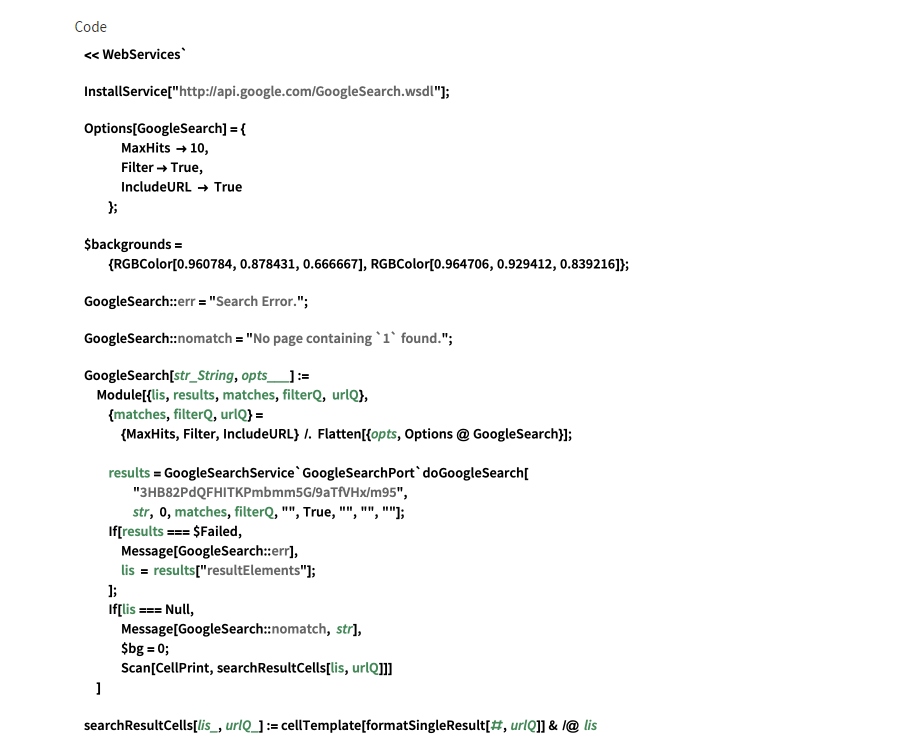 Code
<< WebServices`
InstallService["http://api.google.com/GoogleSearch.wsdl"];
Options[GoogleSearch] = {
MaxHits → 10,
Filter → True,
IncludeURL → True
};
$backgrounds =
{RGBColor[0.960784, 0.878431, 0.666667], RGBColor[0.964706, 0.929412, 0.839216]};
GoogleSearch::err = "Search Error.";
GoogleSearch::nomatch = "No page containing `1` found.";
GoogleSearch[str_String, opts___] :=
Module[{lis, results, matches, filterQ, urlQ},
{matches, filterQ, urlQ} =
{MaxHits, Filter, IncludeURL} /. Flatten[{opts, Options @ GoogleSearch}];
results = GoogleSearchService`GoogleSearchPort`doGoogleSearch[
"3HB82PdQFHITKPmbmm5G/9aTfVHx/m95",
str, 0, matches, filterQ, "", True, "", "", ""];
If[results === $Failed,
Message[GoogleSearch::err],
lis = results["resultElements"];
];
If[lis === Null,
Message[GoogleSearch::nomatch, str],
$bg = 0;
Scan[CellPrint, searchResultCells[lis, urlQ]]]
]
searchResultCells[lis_, urlQ_] := cellTemplate[formatSingleResult[#, urlQ]] & /@ lis